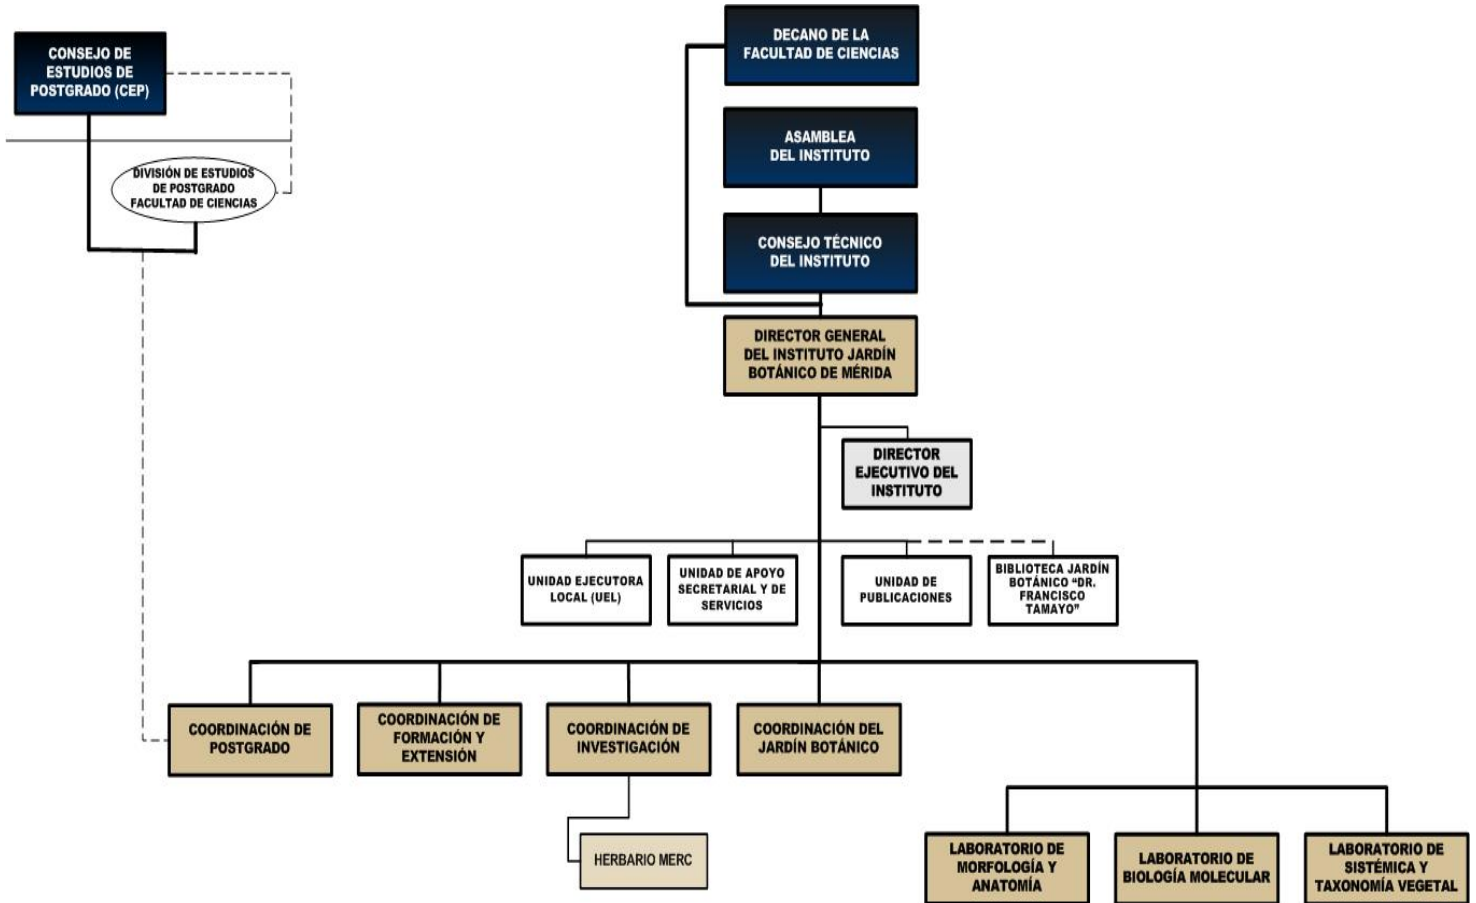 CONSEJO DE
ESTUDIOS DE
POSTGRADO (CEP)
DIVISIÓN DE ESTUDIOS
DE POSTGRADO
FACULTAD DE CIENCIAS
DECANO DE LA
FACULTAD DE CIENCIAS
ASAMBLEA
DEL INSTITUTO
CONSEJO TÉCNICO
DEL INSTITUTO
DIRECTOR GENERAL
DEL INSTITUTO JARDÍN
BOTÁNICO DE MÉRIDA
DIRECTOR
EJECUTIVO DEL
INSTITUTO
UNIDAD EJECUTORA
LOCAL (UEL)
UNIDAD DE APOYO
SECRETARIAL Y DE
SERVICIOS
UNIDAD DE
PUBLICACIONES
BIBLIOTECA JARDÍN
BOTÁNICO “DR.
FRANCISCO
TAMAYO”
COORDINACIÓN DE
POSTGRADO
COORDINACIÓN DE
FORMACIÓN Y
EXTENSIÓN
COORDINACIÓN DE
INVESTIGACIÓN
COORDINACIÓN DEL
JARDÍN BOTÁNICO
HERBARIO MERC
LABORATORIO DE
MORFOLOGÍA Y
ANATOMÍA
LABORATORIO DE
BIOLOGÍA MOLECULAR
LABORATORIO DE
SISTÉMICA Y
TAXONOMÍA VEGETAL